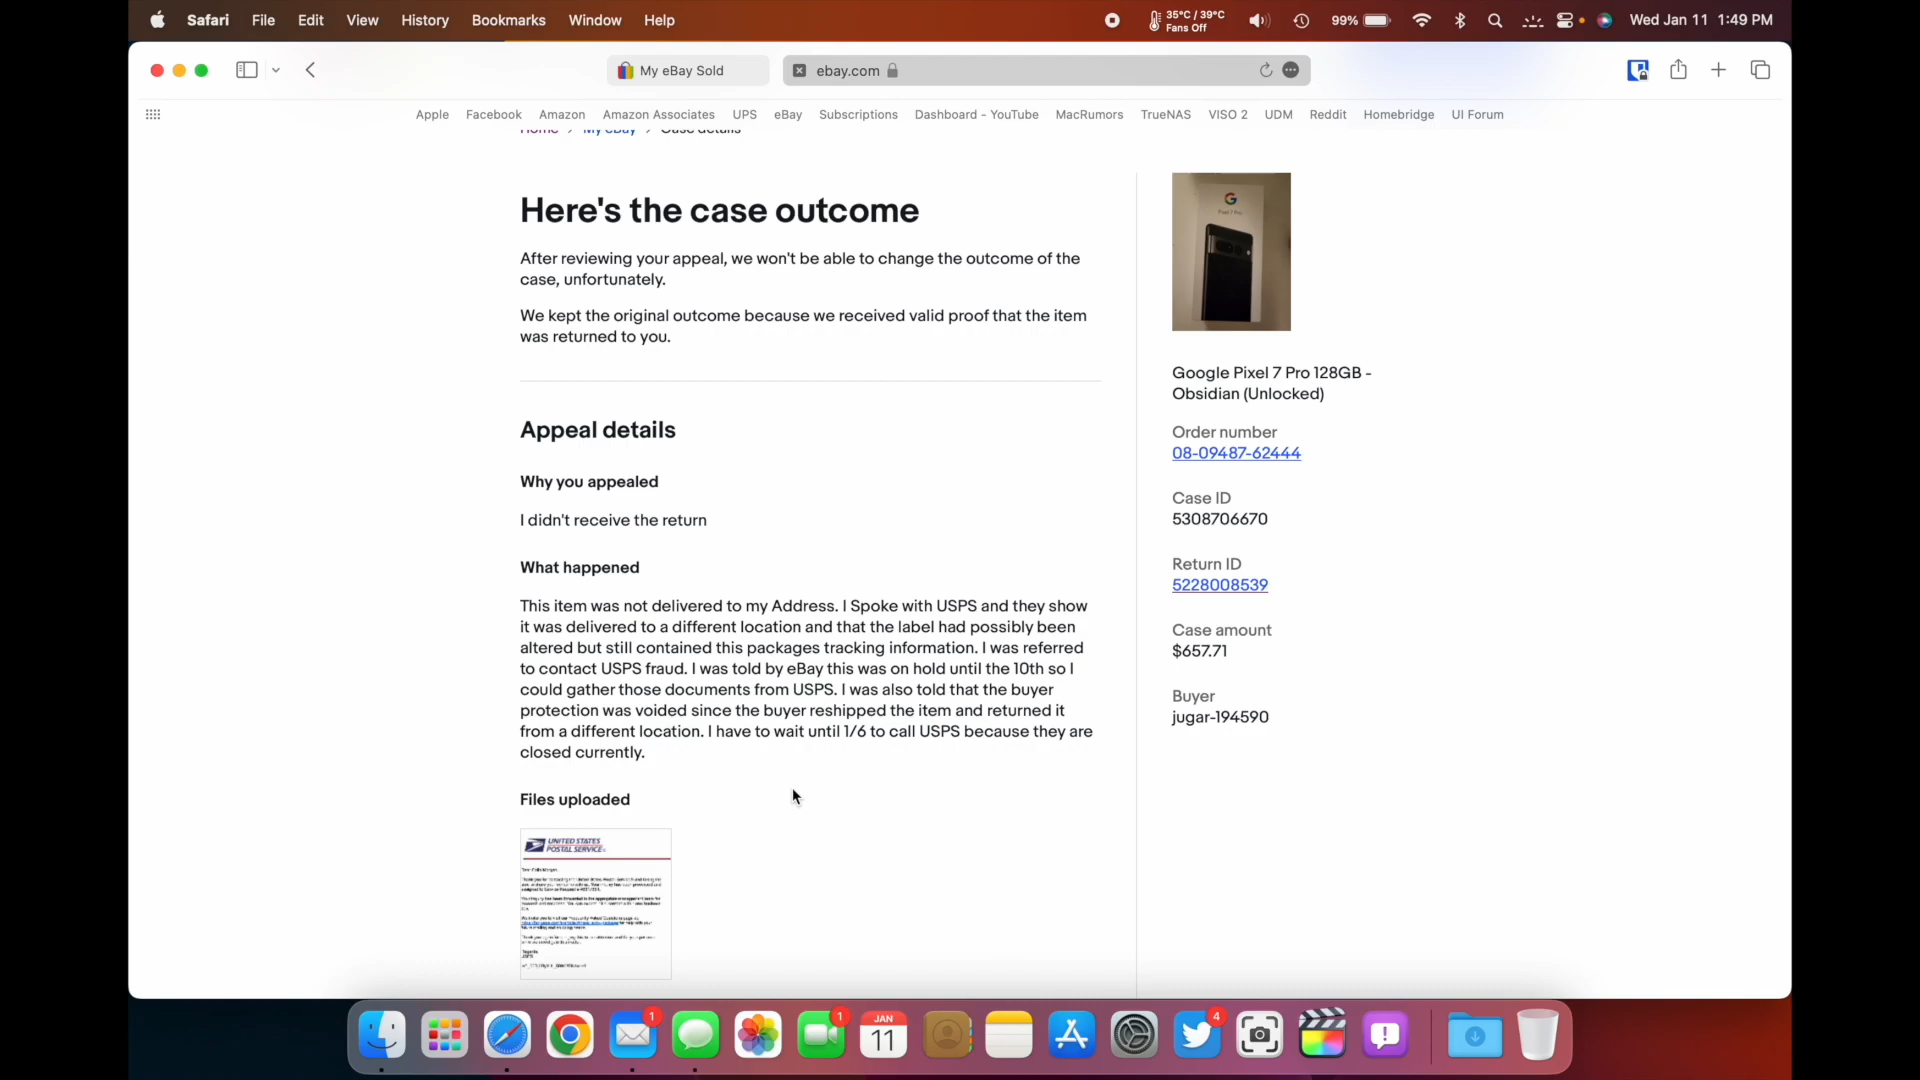 Safari File Edit View History Bookmarks Window Help 35°C / 39°C 99% Wed Jan 11 1:49 PM
Fans Off
My eBay Sold ebay.com
Apple Facebook Amazon Amazon Associates UPS eBay Subscriptions Dashboard - YouTube MacRumors TrueNAS VISO 2 UDM Reddit Homebridge UI Forum
Home > My eBay > Case details
Here's the case outcome
After reviewing your appeal, we won't be able to change the outcome of the
case, unfortunately.
We kept the original outcome because we received valid proof that the item
was returned to you.
Appeal details
Why you appealed
I didn't receive the return
What happened
This item was not delivered to my Address. I Spoke with USPS and they show
it was delivered to a different location and that the label had possibly been
altered but still contained this packages tracking information. I was referred
to contact USPS fraud. I was told by eBay this was on hold until the 10th so I
could gather those documents from USPS. I was also told that the buyer
protection was voided since the buyer reshipped the item and returned it
from a different location. I have to wait until 1/6 to call USPS because they are
closed currently.
Files uploaded
UNITED STATES
POSTAL SERVICE
G
Pixel 7 Pro
Google Pixel 7 Pro 128GB -
Obsidian (Unlocked)
Order number
08-09487-62444
Case ID
5308706670
Return ID
5228008539
Case amount
$657.71
Buyer
jugar-194590
1 1 JAN 4
11